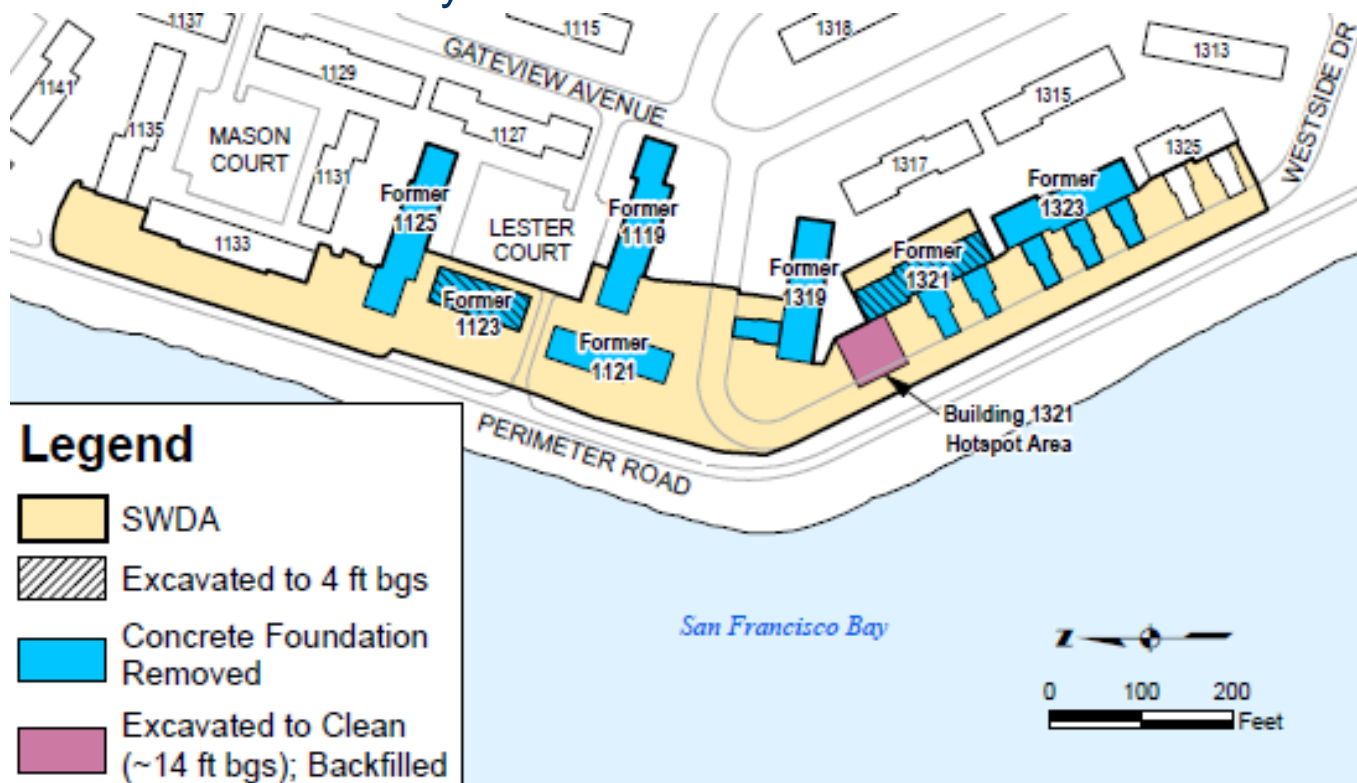 1137
1115
1318
GATEVIEW AVENUE
WESTSIDE DR
1313
1141
1129
1135
MASON
COURT
1127
1315
1131
1317
1325
Former
1125
Former
1119
Former
1323
LESTER
COURT
1133
Former
1319
Former
1321
Former
1123
Former
1121
Building 1321
Hotspot Area
PERIMETER ROAD
Legend
SWDA
Excavated to 4 ft bgs
Concrete Foundation
Removed
Excavated to Clean
(~14 ft bgs); Backfilled
San Francisco Bay
Z
0 100 200
Feet